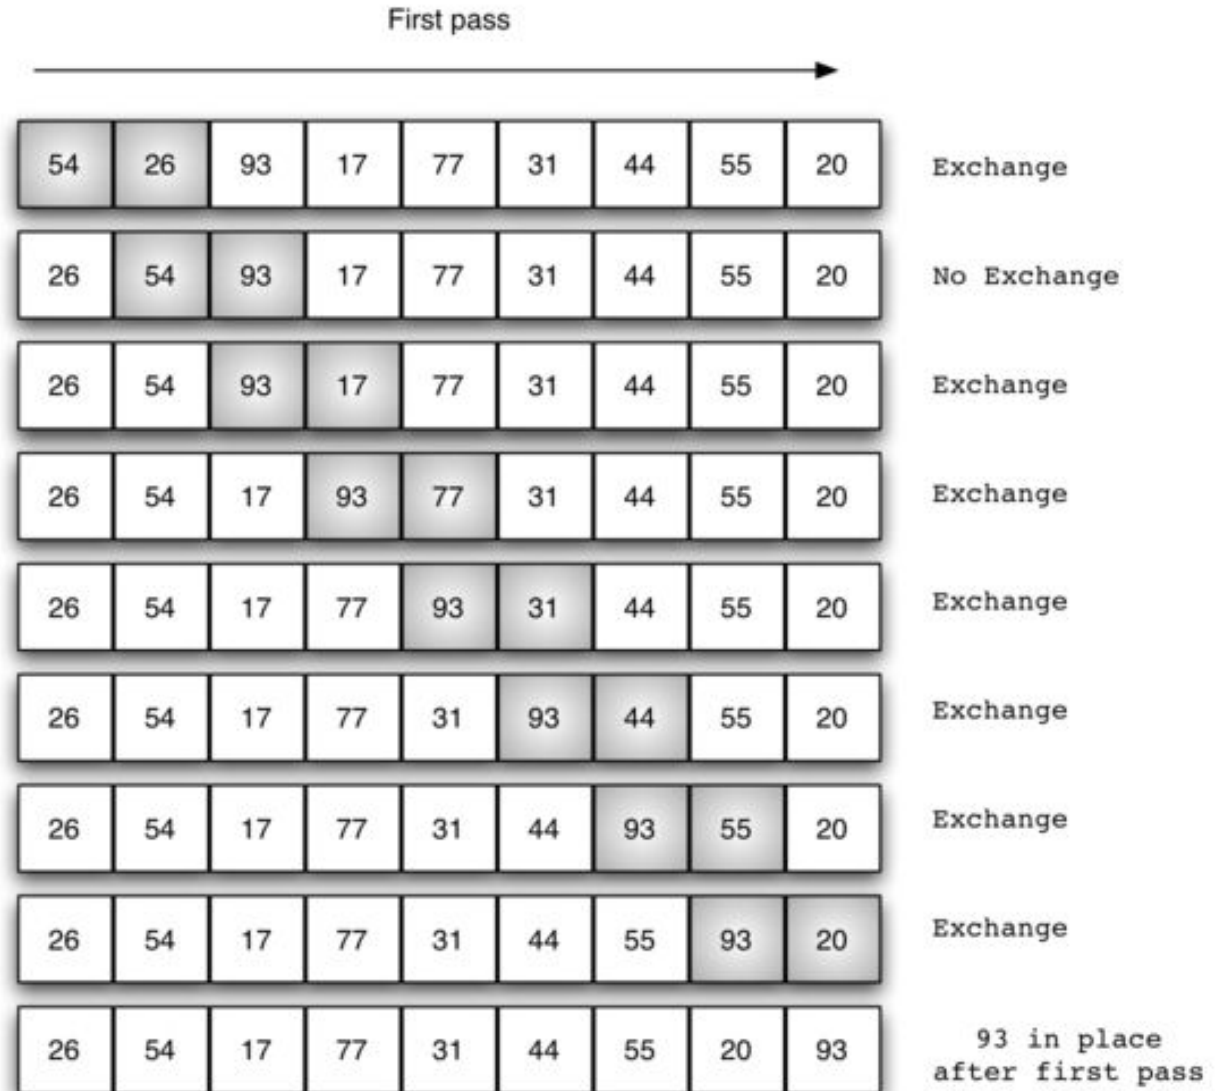 First pass
54 26 93 17 77 31 44 55 20 Exchange
26 54 93 17 77 31 44 55 20 No Exchange
26 54 93 17 77 31 44 55 20 Exchange
26 54 17 93 77 31 44 55 20 Exchange
26 54 17 77 93 31 44 55 20 Exchange
26 54 17 77 31 93 44 55 20 Exchange
26 54 17 77 31 44 93 55 20 Exchange
26 54 17 77 31 44 55 93 20 Exchange
26 54 17 77 31 44 55 20 93 93 in place
after first pass